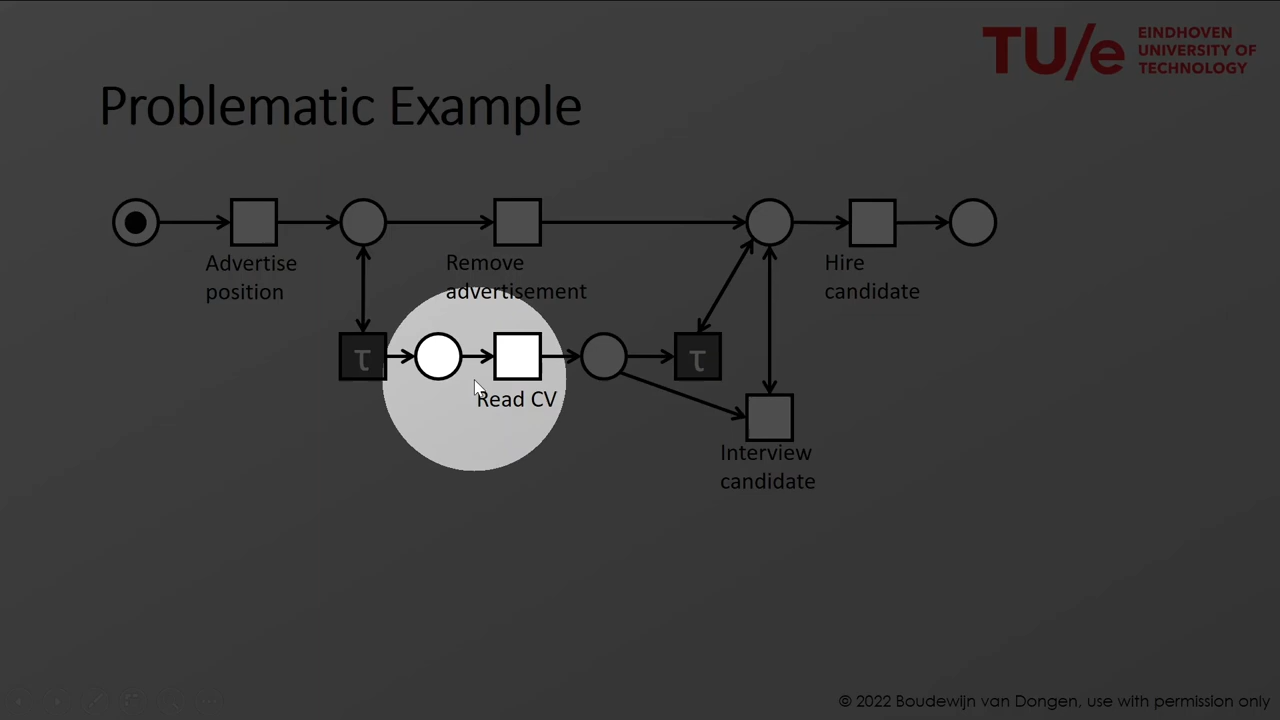 TU/e
EINDHOVEN
UNIVERSITY OF
TECHNOLOGY
Problematic Example
Advertise
position
Remove
advertisement
Hire
candidate
τ
Read CV
τ
Interview
candidate
© 2022 Boudewijn van Dongen, use with permission only